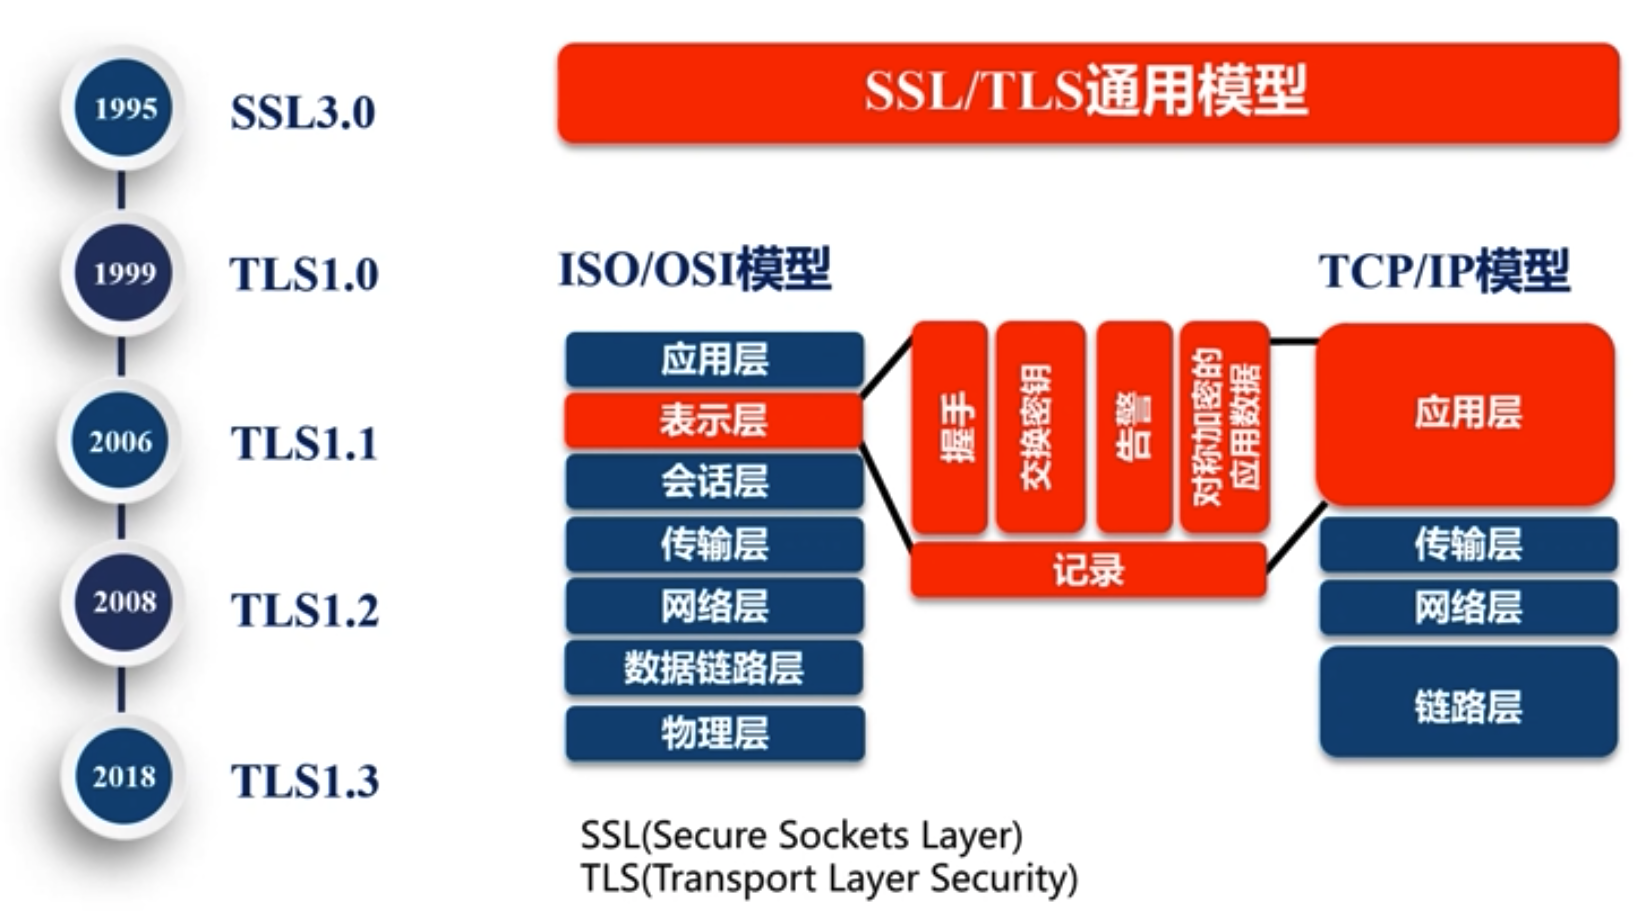 1995
SSL3.0
1999
TLS1.0
2006
TLS1.1
2008
TLS1.2
2018
TLS1.3
SSL/TLS通用模型
ISO/OSI模型
应用层
表示层
会话层
传输层
网络层
数据链路层
物理层
握手
交换密钥
告警
对称加密的
应用数据
记录
TCP/IP模型
应用层
传输层
网络层
链路层
SSL(Secure Sockets Layer)
TLS(Transport Layer Security)